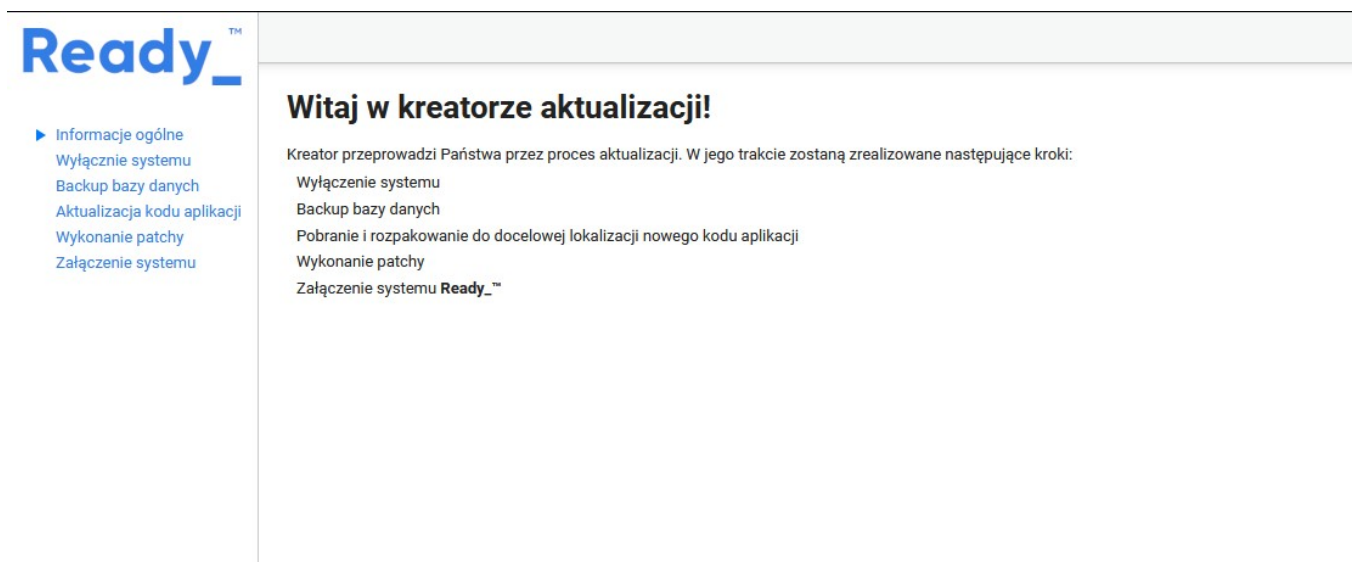 Ready_™
Informacje ogólne
Wyłącznie systemu
Backup bazy danych
Aktualizacja kodu aplikacji
Wykonanie patchy
Załączenie systemu
Witaj w kreatorze aktualizacji!
Kreator przeprowadzi Państwa przez proces aktualizacji. W jego trakcie zostaną zrealizowane następujące kroki:
Wyłączenie systemu
Backup bazy danych
Pobranie i rozpakowanie do docelowej lokalizacji nowego kodu aplikacji
Wykonanie patchy
Załączenie systemu Ready_™